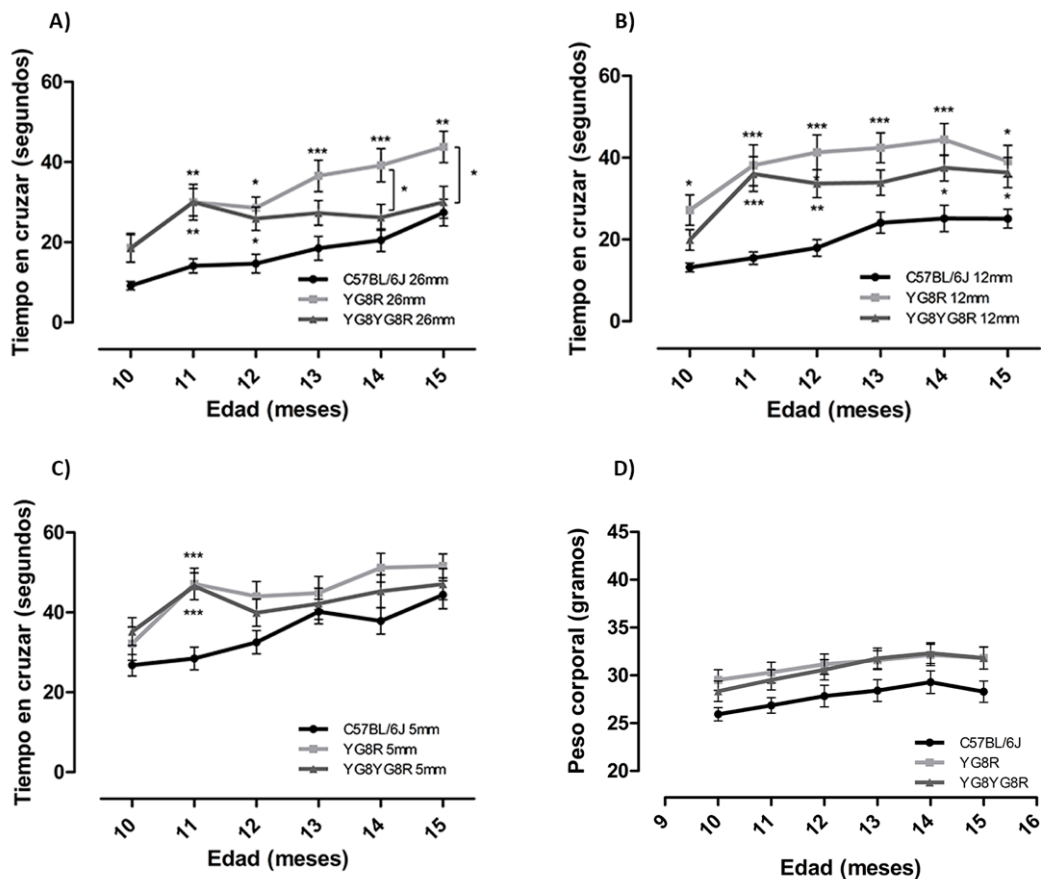 A)
Tiempo en cruzar (segundos)
60
40
20
0
**
*
***
***
**
*
*
**
*
C57BL/6J 26mm
YG8R 26mm
YG8YG8R 26mm
10
11
12
13
14
15
Edad (meses)
B)
Tiempo en cruzar (segundos)
60
40
20
0
*
***
***
***
***
*
***
**
*
*
C57BL/6J 12mm
YG8R 12mm
YG8YG8R 12mm
10
11
12
13
14
15
Edad (meses)
C)
Tiempo en cruzar (segundos)
60
40
20
0
***
***
C57BL/6J 5mm
YG8R 5mm
YG8YG8R 5mm
10
11
12
13
14
15
Edad (meses)
D)
Peso corporal (gramos)
45
40
35
30
25
20
C57BL/6J
YG8R
YG8YG8R
9
10
11
12
13
14
15
16
Edad (meses)